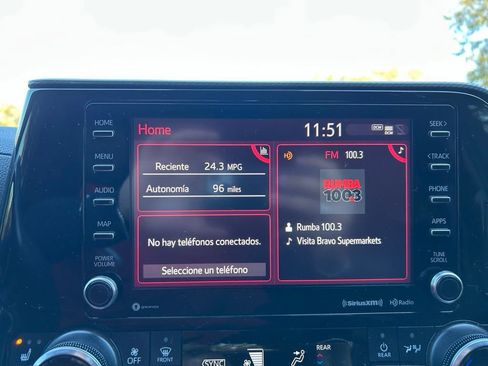 HOME
MENU
AUDIO
MAP
POWER
VOLUME
Home
11:51
DCM
Reciente 24.3 MPG
Autonomía 96 miles
No hay teléfonos conectados.
Seleccione un teléfono
FM 100.3
RUMBA
100.3
Rumba 100.3
Visita Bravo Supermarkets
SEEK >
< TRACK
PHONE
APPS
TUNE
SCROLL
((SiriusXM))
HD Radio
OFF
FRONT
SYNC
REAR
REAR